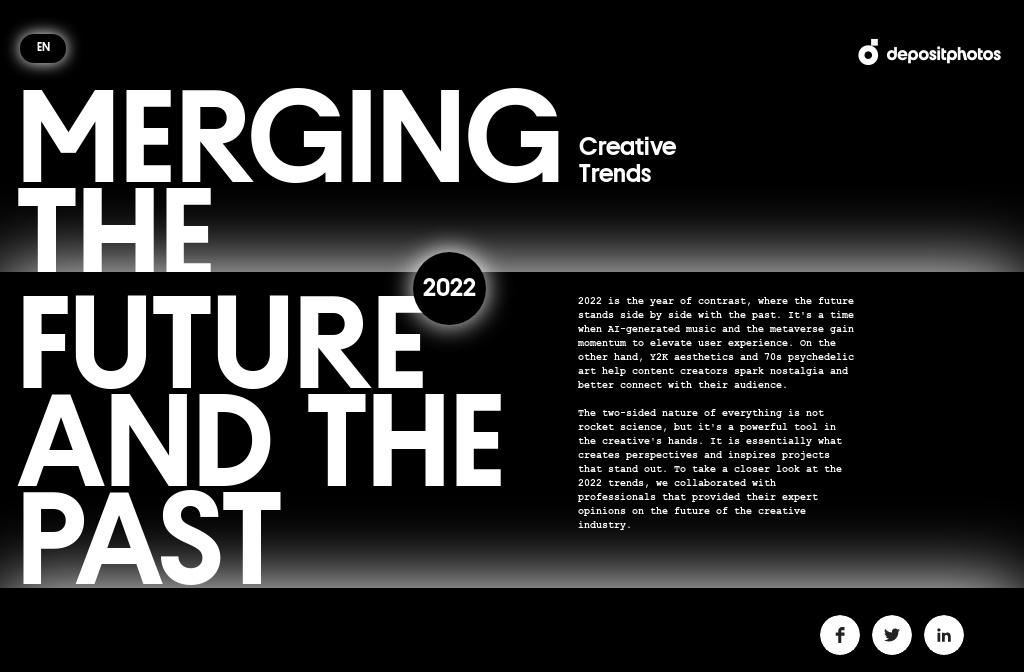 EN
depositphotos
MERGING
Creative
Trends
THE
2022
FUTURE
AND THE
PAST
2022 is the year of contrast, where the future
stands side by side with the past. It's a time
when AI-generated music and the metaverse gain
momentum to elevate user experience. On the
other hand, Y2K aesthetics and 70s psychedelic
art help content creators spark nostalgia and
better connect with their audience.
The two-sided nature of everything is not
rocket science, but it's a powerful tool in
the creative's hands. It is essentially what
creates perspectives and inspires projects
that stand out. To take a closer look at the
2022 trends, we collaborated with
professionals that provided their expert
opinions on the future of the creative
industry.
f
in